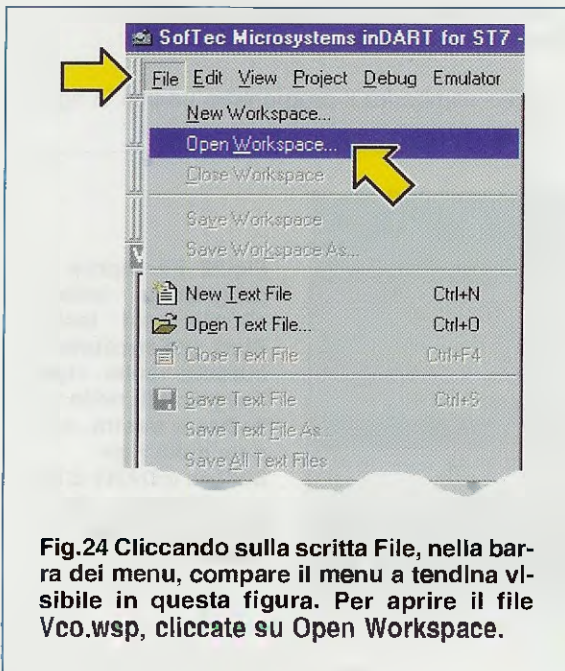 SofTec Microsystems inDART for ST7 -
File Edit View Project Debug Emulator
New Workspace...
Open Workspace...
Close Workspace
Save Workspace
Save Workspace As...
New Text File Ctrl+N
Open Text File... Ctrl+O
Close Text File Ctrl+F4
Save Text File Ctrl+S
Save Text File As...
Save All Text Files
Fig.24 Cliccando sulla scritta File, nella bar-
ra dei menu, compare il menu a tendina vi-
sibile in questa figura. Per aprire il file
Vco.wsp, cliccate su Open Workspace.